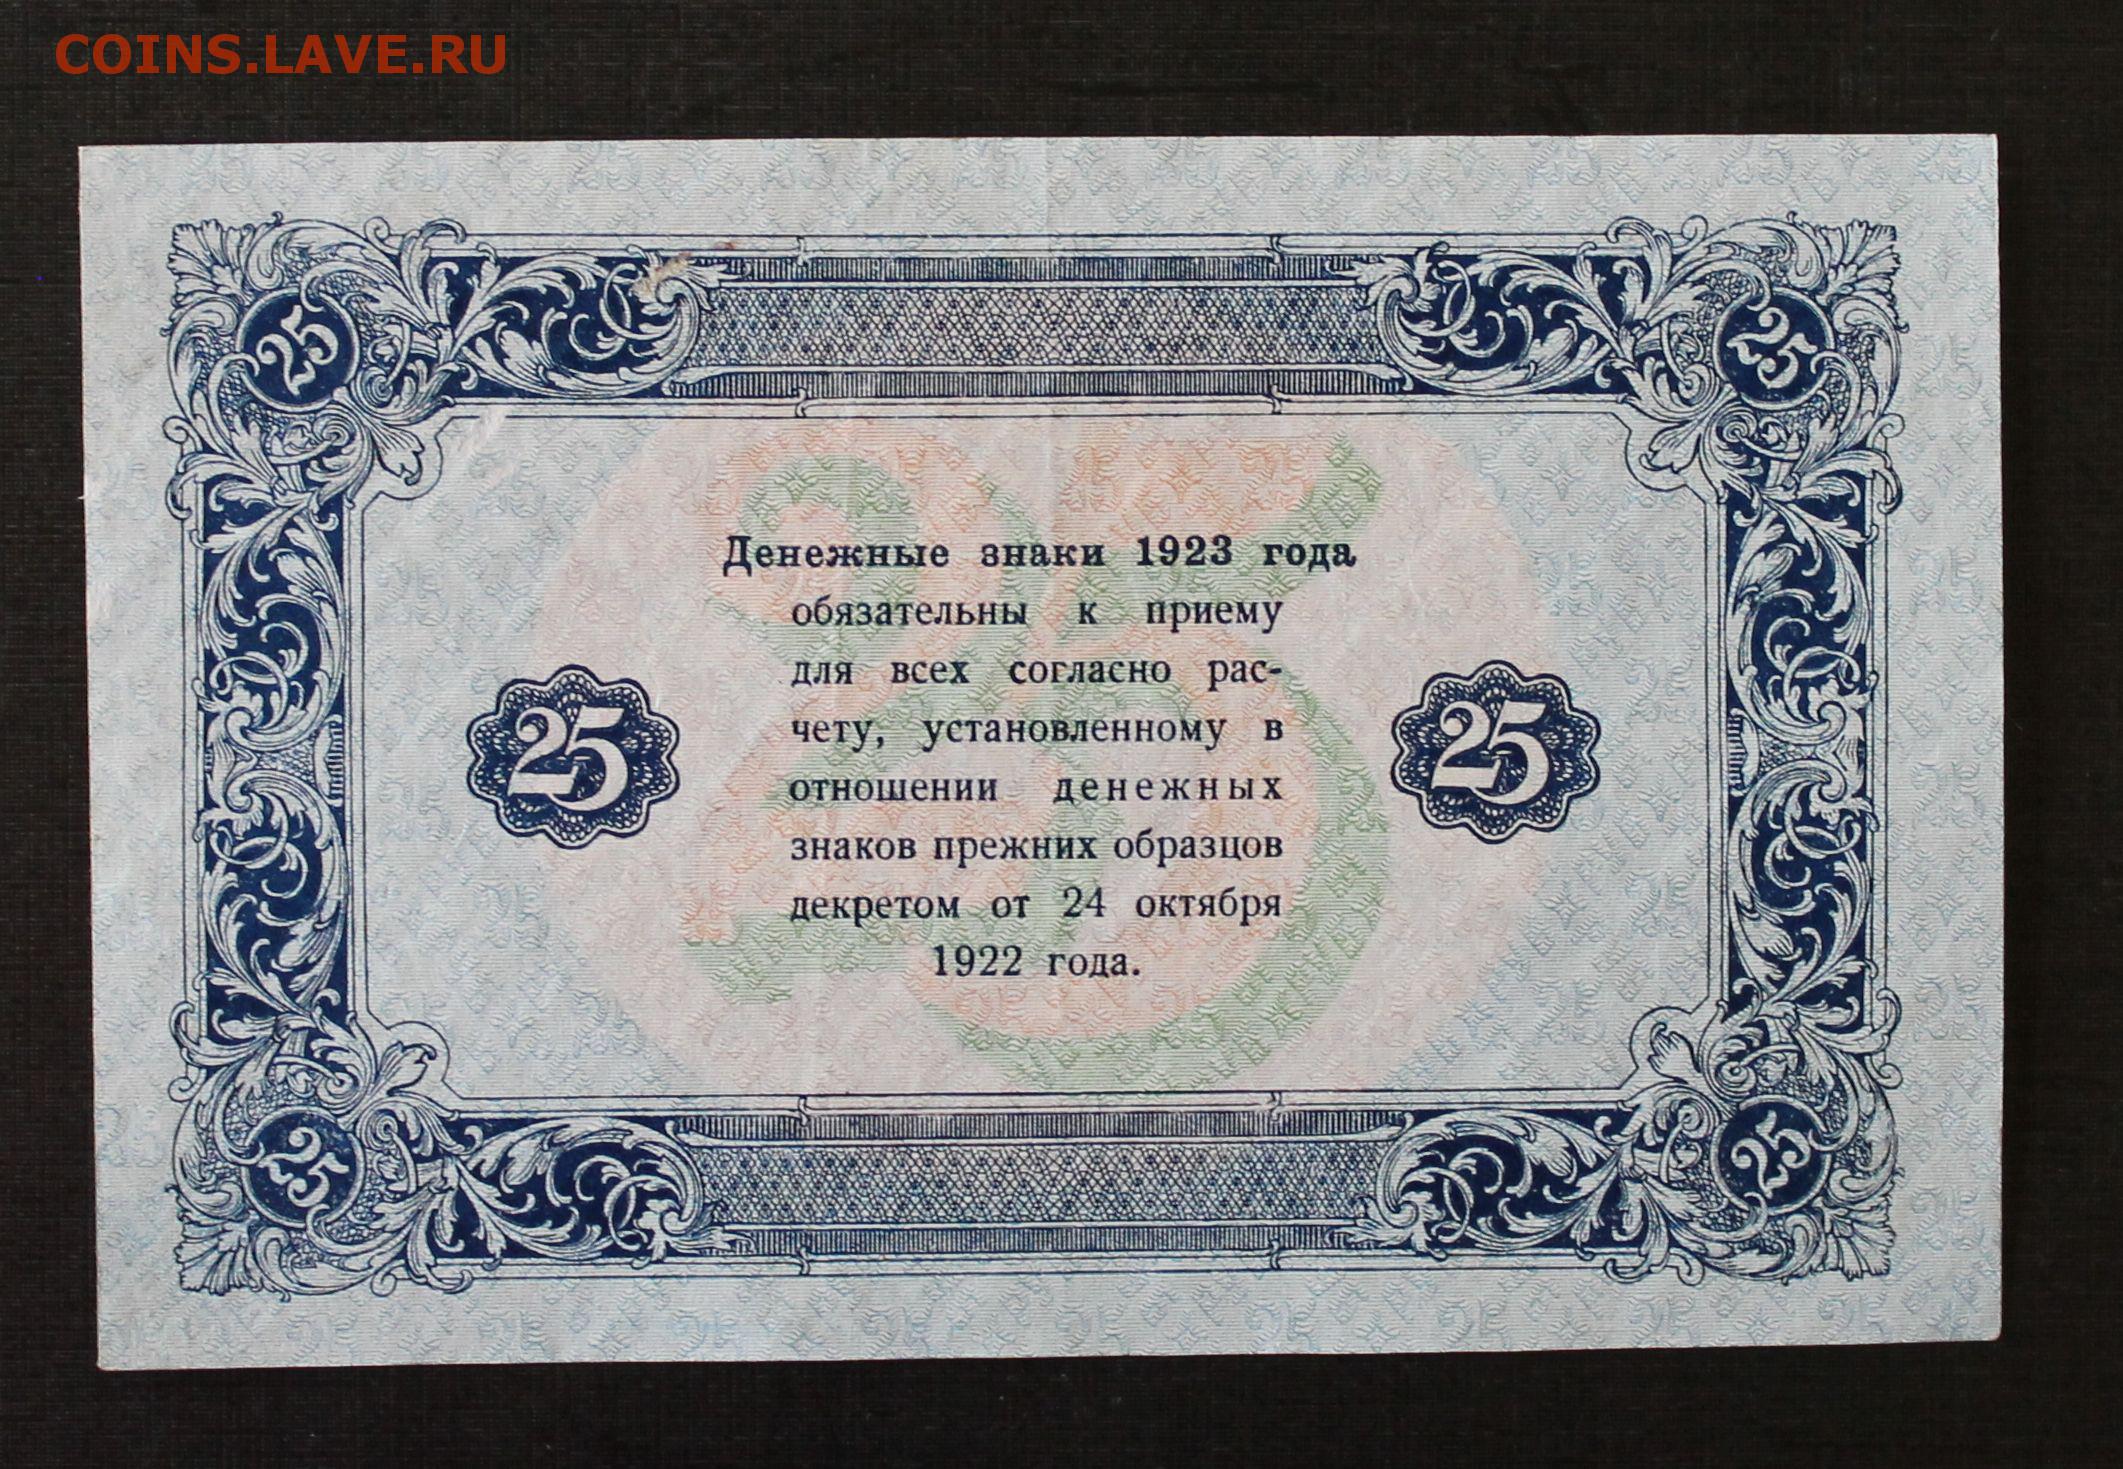 COINS.LAVE.RU
25
25
Денежные знаки 1923 года
обязательны к приему
для всех согласно рас-
чету, установленному в
отношении денежных
знаков прежних образцов
декретом от 24 октября
1922 года.
25
25
25
25